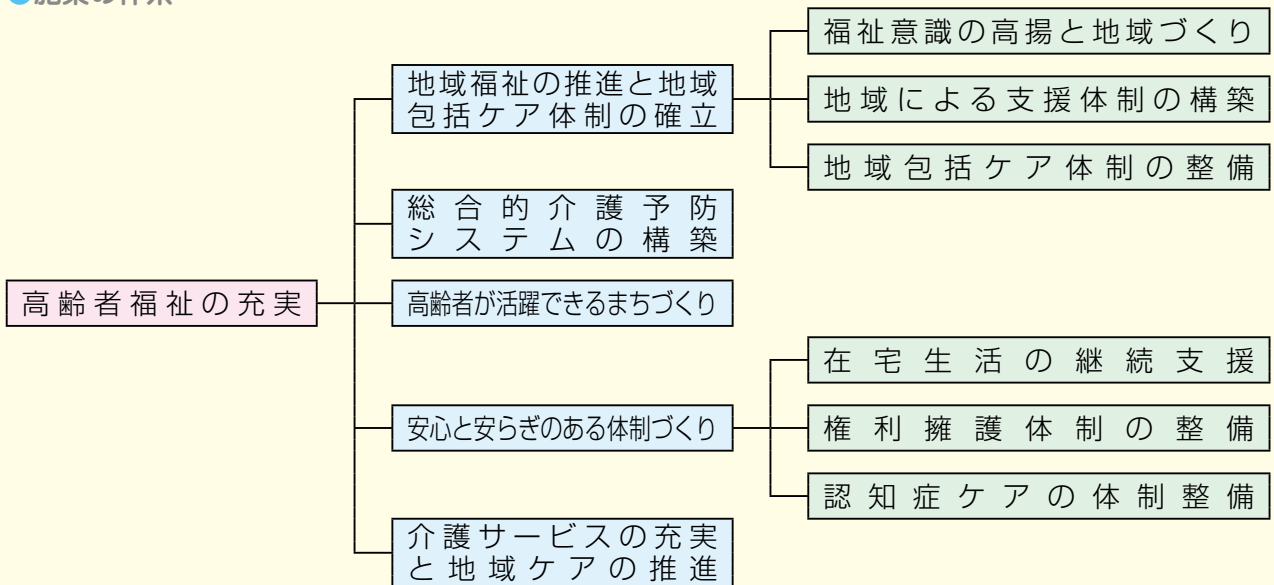 ●施策の体系
高齢者福祉の充実
地域福祉の推進と地域
包括ケア体制の確立
福祉意識の高揚と地域づくり
地域による支援体制の構築
地域包括ケア体制の整備
総合的介護予防
システムの構築
高齢者が活躍できるまちづくり
安心と安らぎのある体制づくり
在宅生活の継続支援
権利擁護体制の整備
認知症ケアの体制整備
介護サービスの充実
と地域ケアの推進